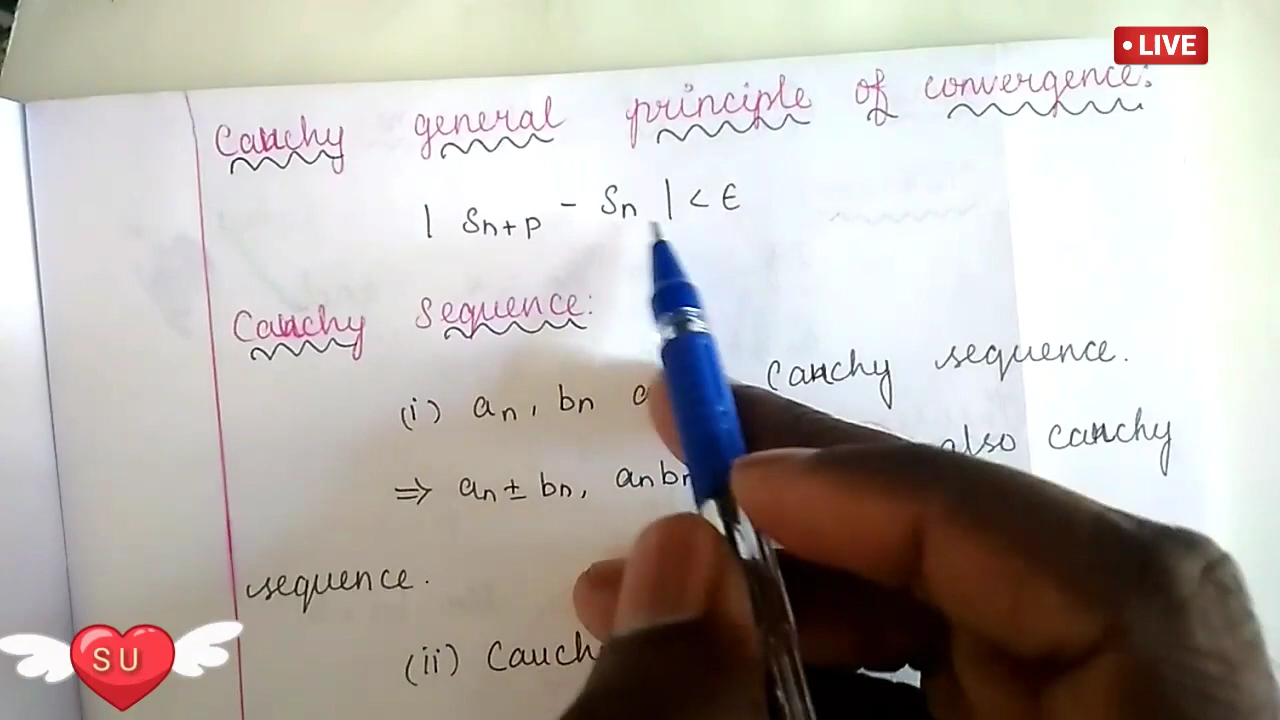 • LIVE
Cauchy general principle of convergence:
| Sn+p - Sn | < ε
Cauchy Sequence:
(i) an, bn Cauchy sequence.
⇒ an ± bn, anbn also cauchy
sequence.
(ii) Cauch
SU